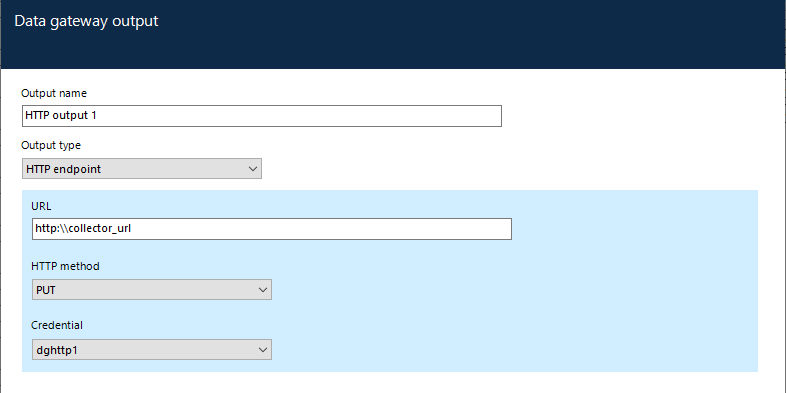 Data gateway output
Output name
HTTP output 1
Output type
HTTP endpoint
URL
http:\\collector_url
HTTP method
PUT
Credential
dghttp1